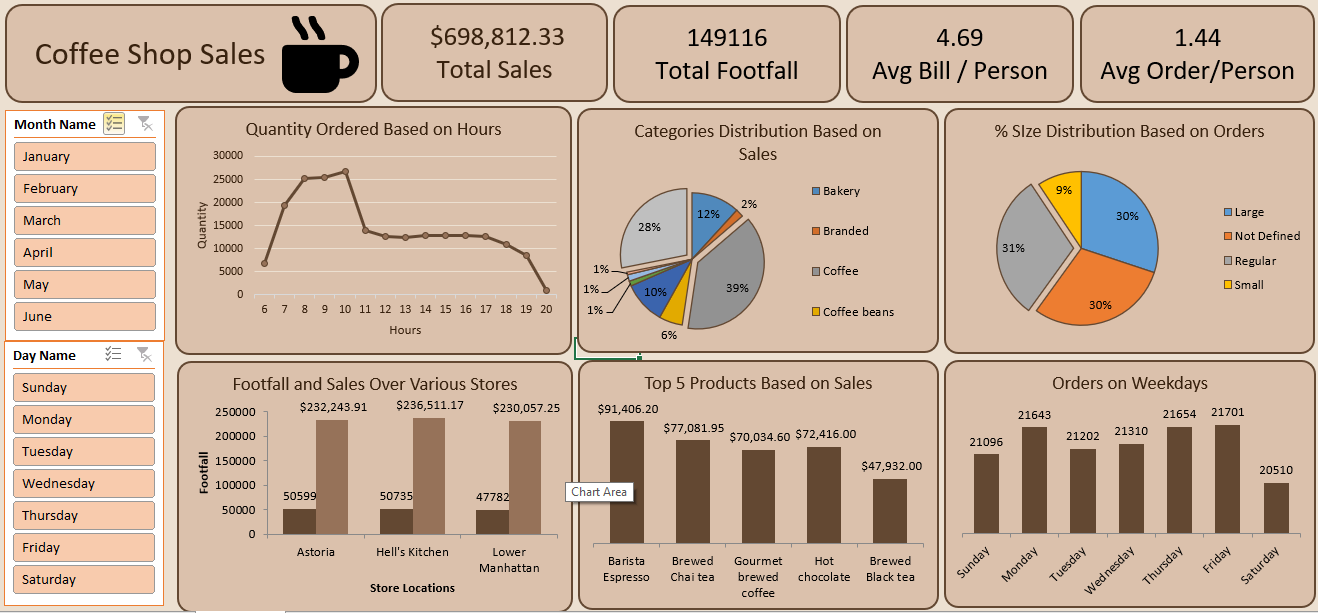 Coffee Shop Sales
$698,812.33
Total Sales
149116
Total Footfall
4.69
Avg Bill / Person
1.44
Avg Order/Person
Month Name
January
February
March
April
May
June
Day Name
Sunday
Monday
Tuesday
Wednesday
Thursday
Friday
Saturday
Quantity Ordered Based on Hours
30000
25000
20000
15000
10000
5000
0
Quantity
6 7 8 9 10 11 12 13 14 15 16 17 18 19 20
Hours
Categories Distribution Based on
Sales
12%
2%
39%
6%
10%
1%
1%
1%
28%
Bakery
Branded
Coffee
Coffee beans
% SIze Distribution Based on Orders
30%
30%
31%
9%
Large
Not Defined
Regular
Small
Footfall and Sales Over Various Stores
250000
200000
150000
100000
50000
0
Footfall
$232,243.91 $236,511.17 $230,057.25
50599 50735 47782
Astoria Hell's Kitchen Lower
Manhattan
Store Locations
Chart Area
Top 5 Products Based on Sales
$91,406.20
$77,081.95
$70,034.60
$72,416.00
$47,932.00
Barista Brewed Gourmet Hot Brewed
Espresso Chai tea brewed chocolate Black tea
coffee
Orders on Weekdays
21096 21643 21202 21310 21654 21701 20510
Sunday Monday Tuesday Wednesday Thursday Friday Saturday